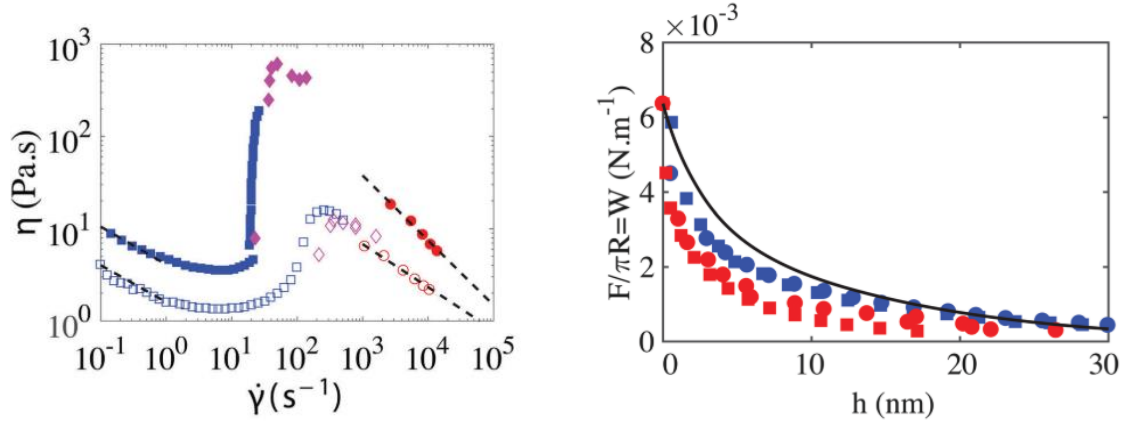 η (Pa.s)
10³
10²
10¹
10⁰
10⁻¹ 10⁰ 10¹ 10² 10³ 10⁴ 10⁵
γ̇ (s⁻¹)
×10⁻³
F/πR=W (N.m⁻¹)
8
6
4
2
0
0 10 20 30
h (nm)